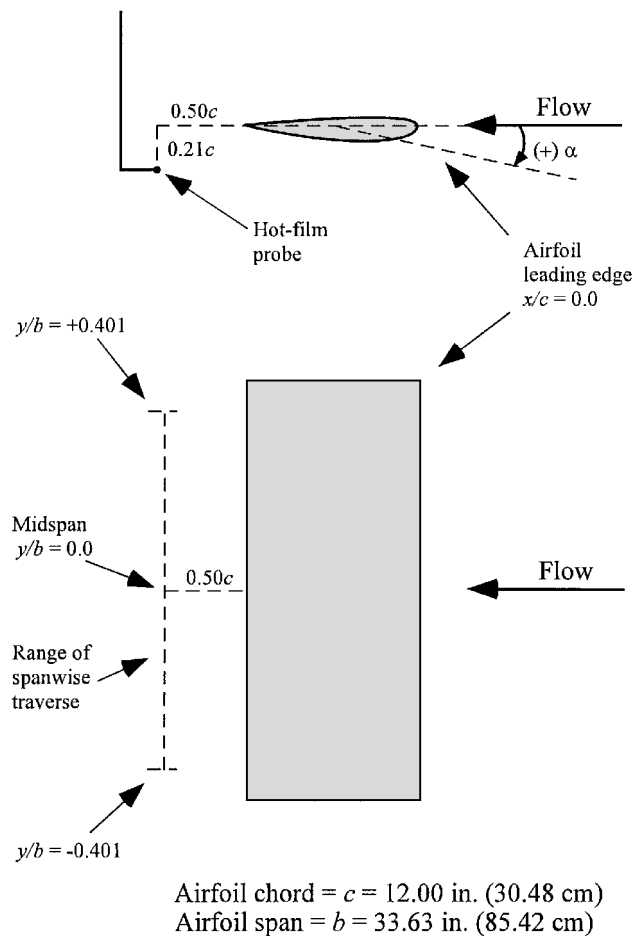 0.50c
Flow
0.21c
(+) α
Hot-film
probe
Airfoil
leading edge
x/c = 0.0
y/b = +0.401
Midspan
y/b = 0.0
0.50c
Flow
Range of
spanwise
traverse
y/b = -0.401
Airfoil chord = c = 12.00 in. (30.48 cm)
Airfoil span = b = 33.63 in. (85.42 cm)